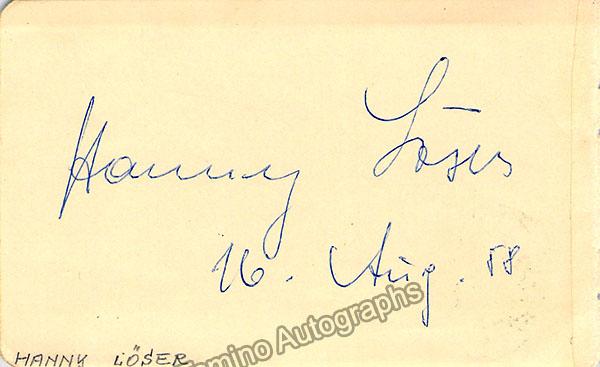 Hanny Löser
16. Aug. 58
HANNY LÖSER
Tamino Autographs